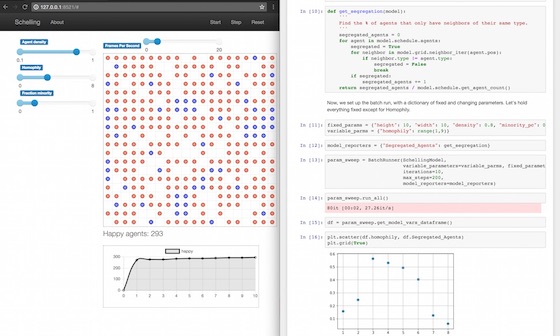 127.0.0.1:8521/#
Schelling
About
Start
Stop
Reset
Agent density
0.1
1
Homophily
0
8
Fraction minority
0
1
Frames Per Second
0
20
Happy agents: 293
happy
300
200
100
0
0 1 2 3 4 5 6 7 8 9 10
In [10]: def get_segregation(model):
'''
Find the % of agents that only have neighbors of their same type.
'''
segregated_agents = 0
for agent in model.schedule.agents:
segregated = True
for neighbor in model.grid.neighbor_iter(agent.pos):
if neighbor.type != agent.type:
segregated = False
break
if segregated:
segregated_agents += 1
return segregated_agents / model.schedule.get_agent_count()
Now, we set up the batch run, with a dictionary of fixed and changing parameters. Let's hold
everything fixed except for Homophily.
In [11]: fixed_params = {"height": 10, "width": 10, "density": 0.8, "minority_pc": 0
variable_parms = {"homophily": range(1,9)}
In [12]: model_reporters = {"Segregated_Agents": get_segregation}
In [13]: param_sweep = BatchRunner(SchellingModel,
variable_parameters=variable_parms, fixed_paramet
iterations=10,
max_steps=200,
model_reporters=model_reporters)
In [14]: param_sweep.run_all()
80it [00:02, 27.26it/s]
In [15]: df = param_sweep.get_model_vars_dataframe()
In [16]: plt.scatter(df.homophily, df.Segregated_Agents)
plt.grid(True)
0.6
0.5
0.4
0.3
0.2
0.1
1 2 3 4 5 6 7 8